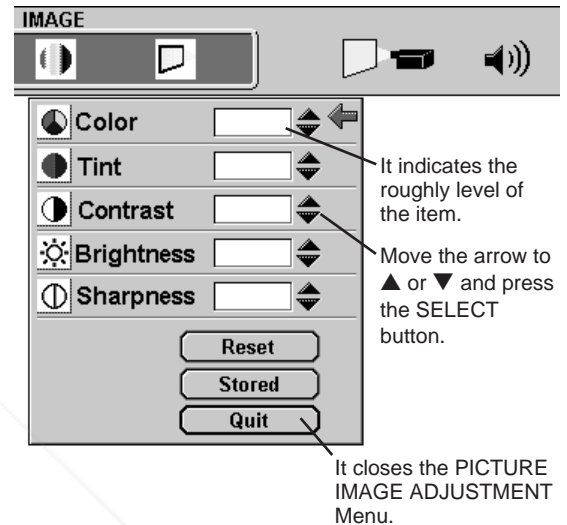 IMAGE
Color
Tint
Contrast
Brightness
Sharpness
Reset
Stored
Quit
It indicates the
roughly level of
the item.
Move the arrow to
▲ or ▼ and press
the SELECT
button.
It closes the PICTURE
IMAGE ADJUSTMENT
Menu.